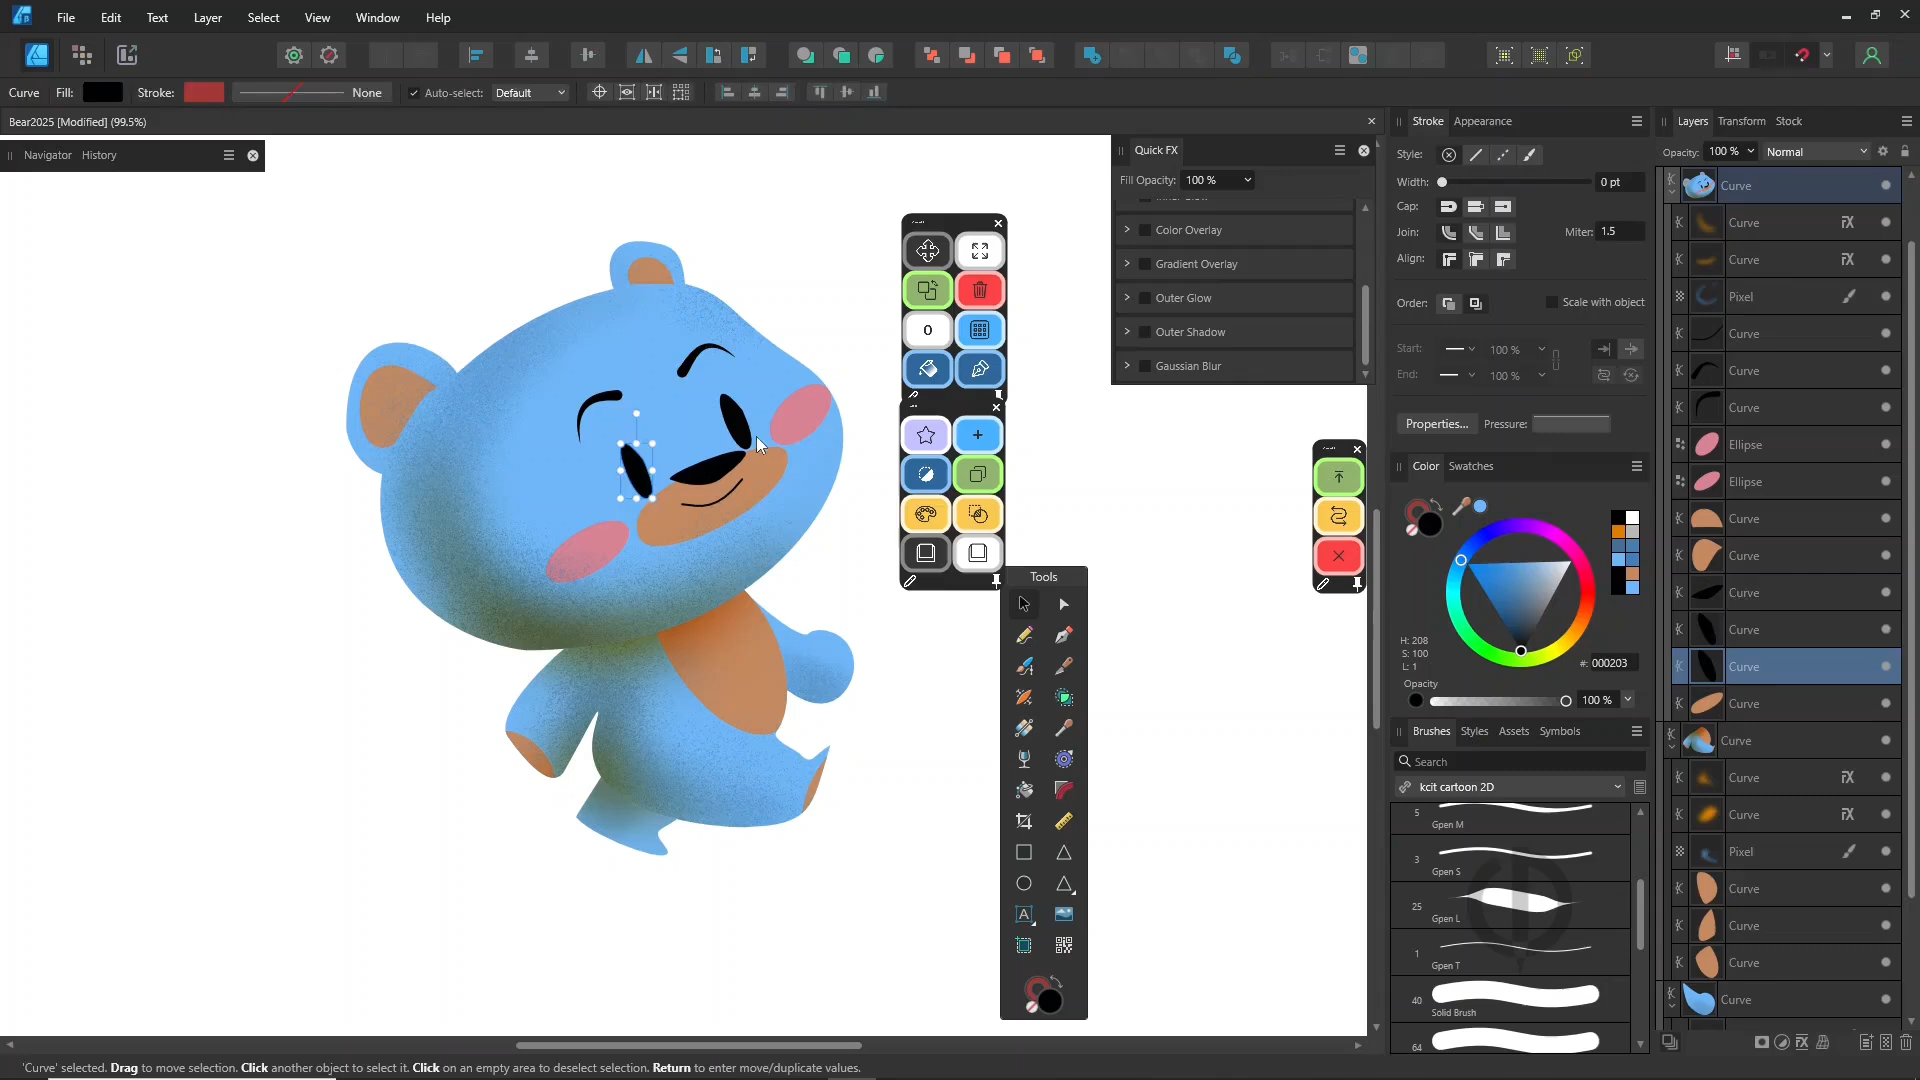 File Edit Text Layer Select View Window Help
Curve Fill: Stroke: None Auto-select: Default
Bear2025 [Modified] (99.5%)
Navigator History
Quick FX
Fill Opacity: 100 %
Color Overlay
Gradient Overlay
Outer Glow
Outer Shadow
Gaussian Blur
0
Tools
Stroke Appearance
Style:
Width: 0 pt
Cap:
Join: Miter: 1.5
Align:
Order: Scale with object
Start: 100 %
End: 100 %
Properties... Pressure:
Color Swatches
H: 208
S: 100
L: 1
#: 000203
Opacity
100 %
Brushes Styles Assets Symbols
Search
kcit cartoon 2D
5 Gpen M
3 Gpen S
25 Gpen L
1 Gpen T
40 Solid Brush
64
Layers Transform Stock
Opacity: 100 % Normal
Curve
Curve FX
Curve FX
Pixel
Curve
Curve
Curve
Ellipse
Ellipse
Curve
Curve
Curve
Curve
Curve
Curve
Curve
Curve FX
Curve FX
Pixel
Curve
Curve
Curve
Curve
'Curve' selected. Drag to move selection. Click another object to select it. Click on an empty area to deselect selection. Return to enter move/duplicate values.